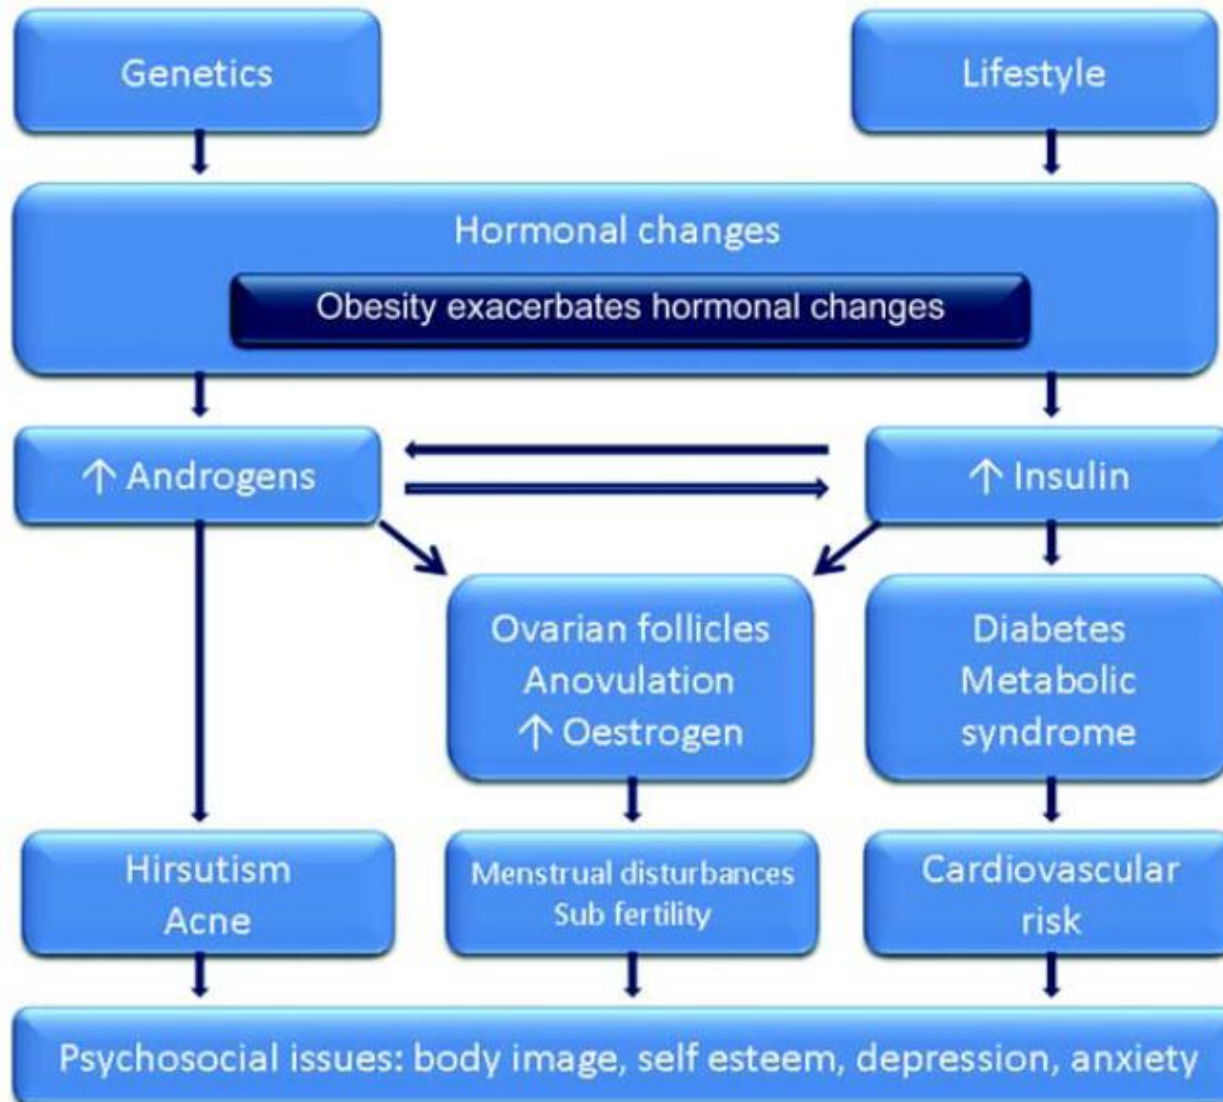 Genetics
Lifestyle
Hormonal changes
Obesity exacerbates hormonal changes
↑ Androgens
↑ Insulin
Ovarian follicles
Anovulation
↑ Oestrogen
Diabetes
Metabolic
syndrome
Hirsutism
Acne
Menstrual disturbances
Sub fertility
Cardiovascular
risk
Psychosocial issues: body image, self esteem, depression, anxiety